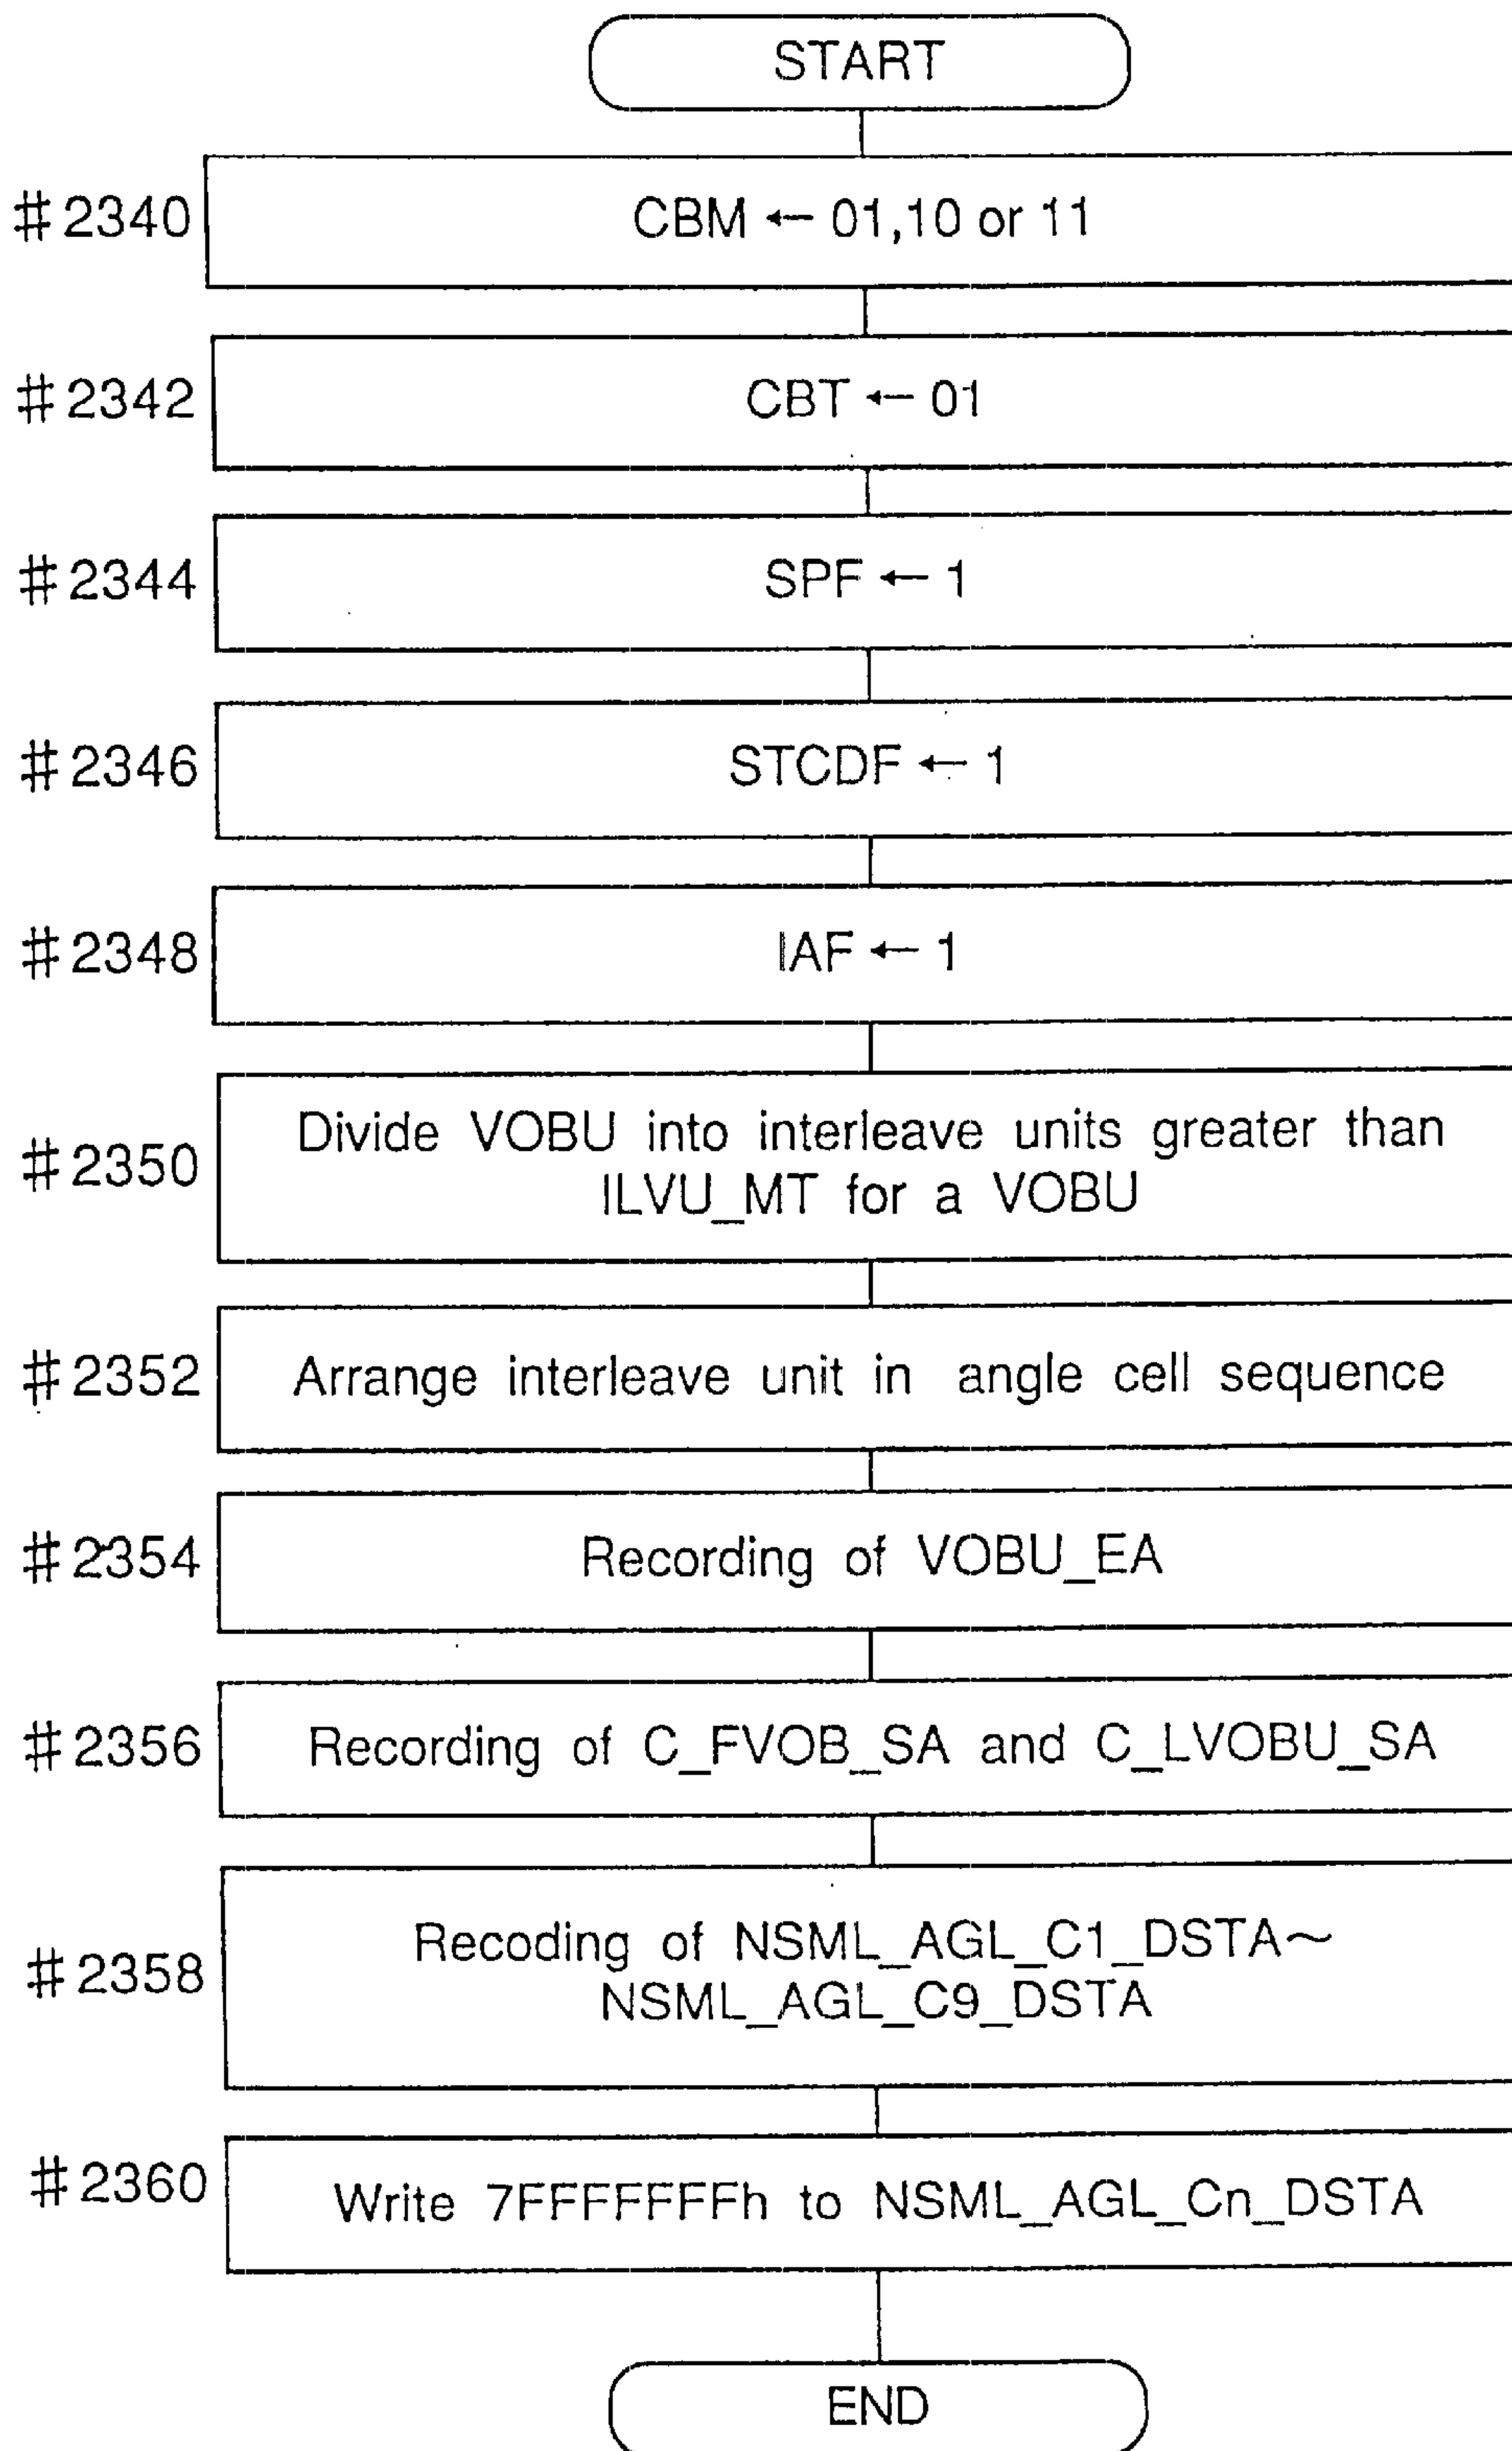 START
#2340
CBM ← 01,10 or 11
#2342
CBT ← 01
#2344
SPF ← 1
#2346
STCDF ← 1
#2348
IAF ← 1
#2350
Divide VOBU into interleave units greater than
ILVU_MT for a VOBU
#2352
Arrange interleave unit in angle cell sequence
#2354
Recording of VOBU_EA
#2356
Recording of C_FVOB_SA and C_LVOBU_SA
#2358
Recoding of NSML_AGL_C1_DSTA~
NSML_AGL_C9_DSTA
#2360
Write 7FFFFFFFh to NSML_AGL_Cn_DSTA
END